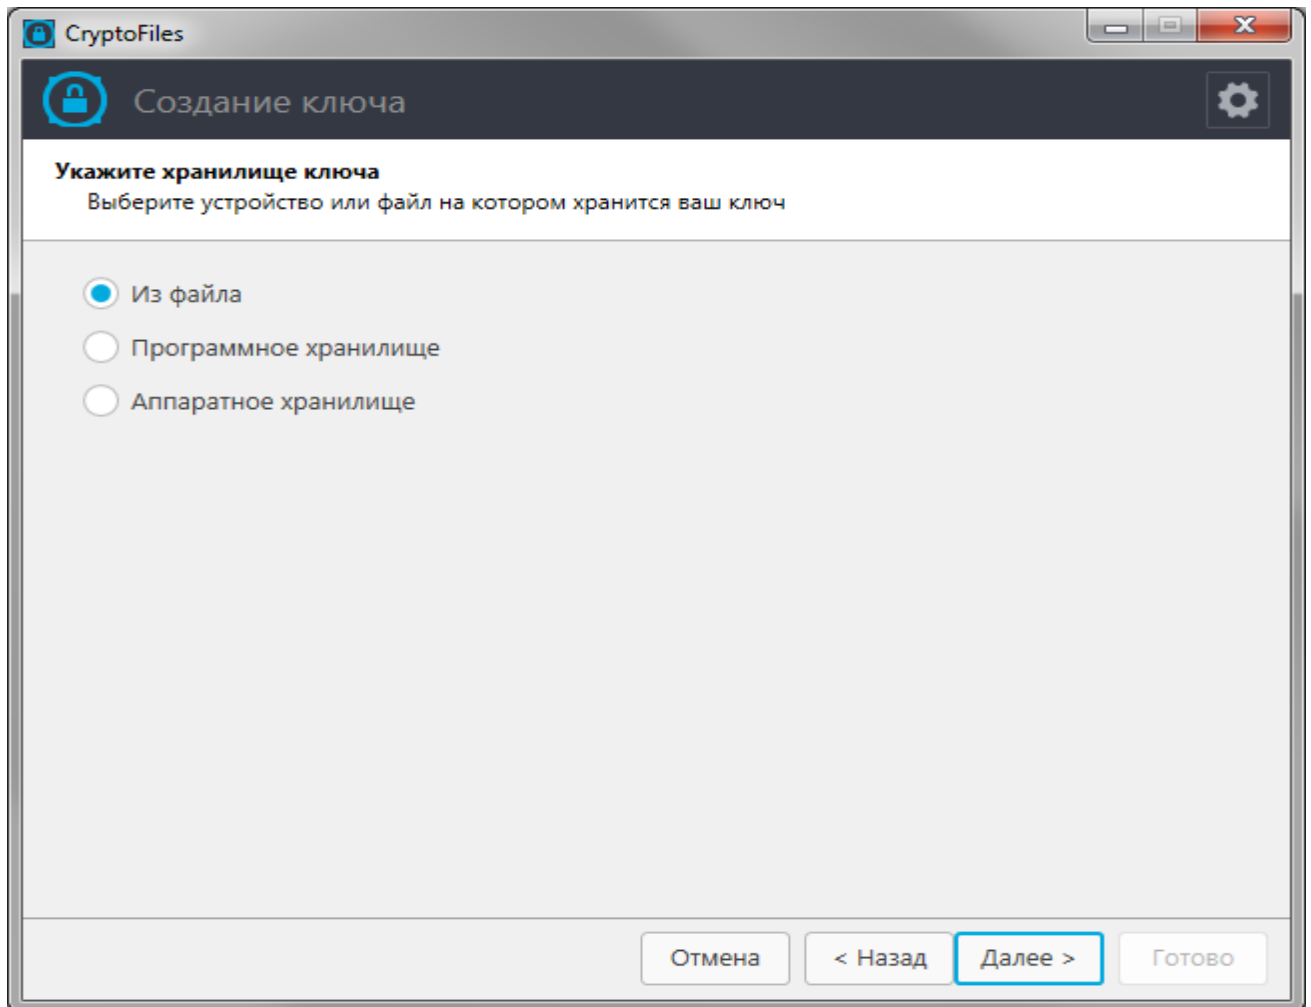 CryptoFiles
Создание ключа
Укажите хранилище ключа
Выберите устройство или файл на котором хранится ваш ключ
Из файла
Программное хранилище
Аппаратное хранилище
Отмена < Назад Далее > Готово